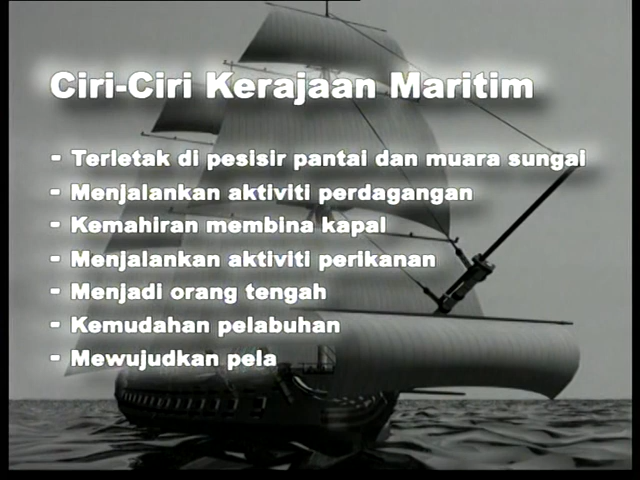 Ciri-Ciri Kerajaan Maritim
- Terletak di pesisir pantai dan muara sungai
- Menjalankan aktiviti perdagangan
- Kemahiran membina kapal
- Menjalankan aktiviti perikanan
- Menjadi orang tengah
- Kemudahan pelabuhan
- Mewujudkan pela